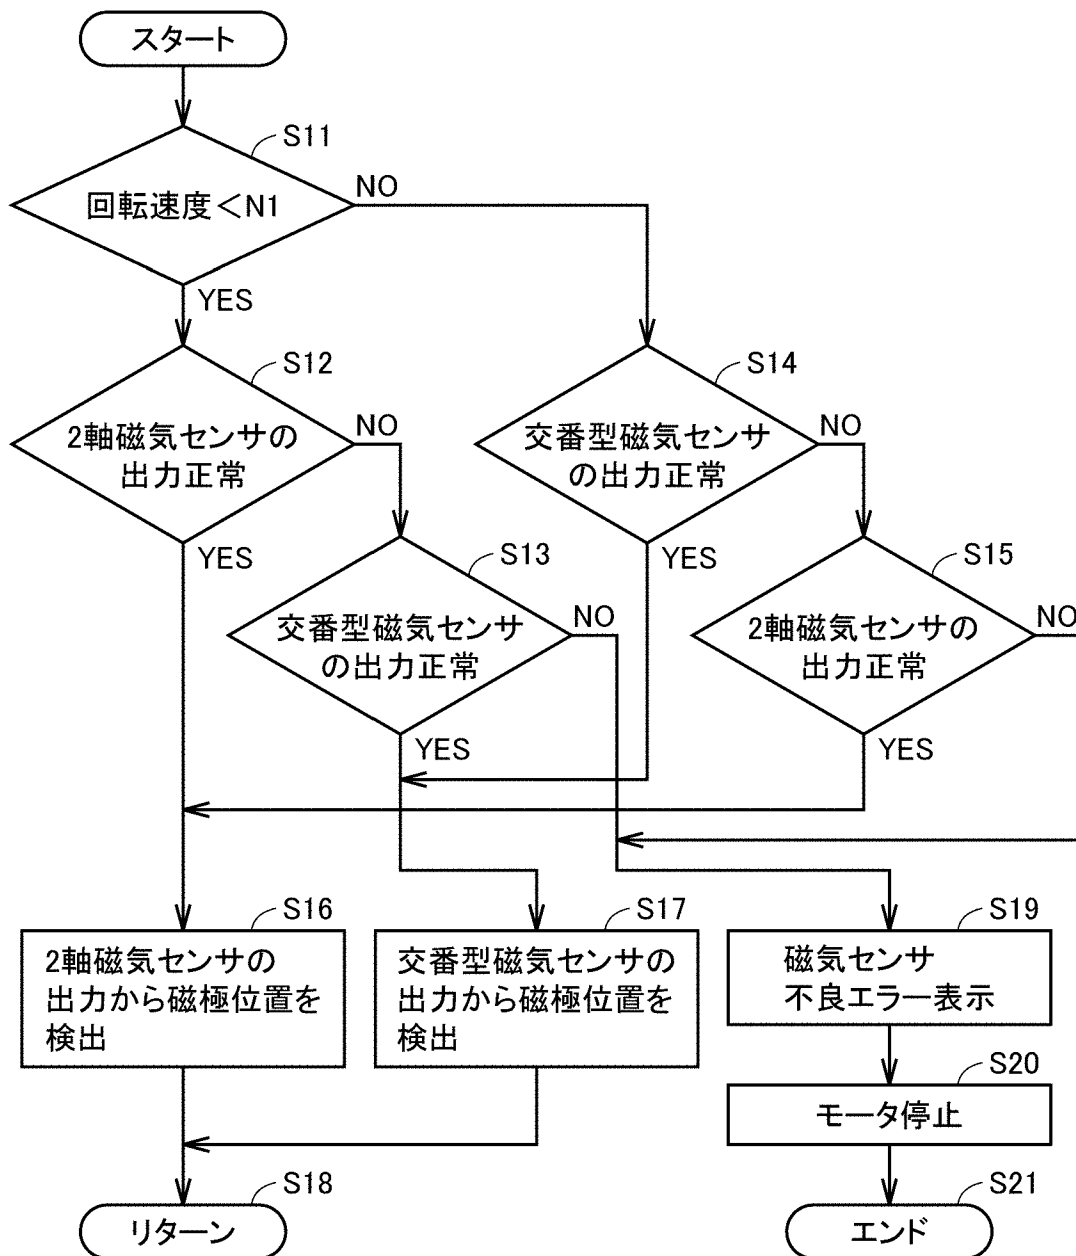 スタート
S11
回転速度<N1
NO
YES
S12
2軸磁気センサの
出力正常
NO
YES
S14
交番型磁気センサ
の出力正常
NO
YES
S13
交番型磁気センサ
の出力正常
NO
YES
S15
2軸磁気センサの
出力正常
NO
YES
S16
2軸磁気センサの
出力から磁極位置を
検出
S17
交番型磁気センサの
出力から磁極位置を
検出
S19
磁気センサ
不良エラー表示
S20
モータ停止
S18
リターン
S21
エンド